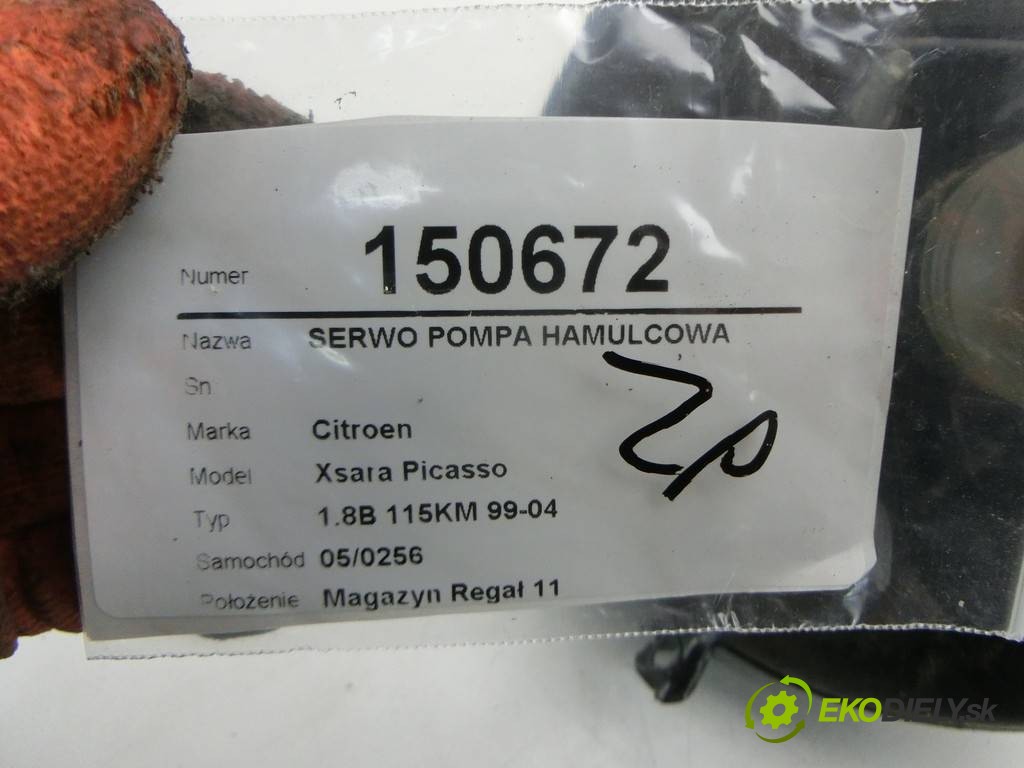 Numer 150672
Nazwa SERWO POMPA HAMULCOWA
Sn
Marka Citroen
Model Xsara Picasso
Typ 1.8B 115KM 99-04
Samochód 05/0256
Położenie Magazyn Regał 11
ZP
EKODIELY.sk